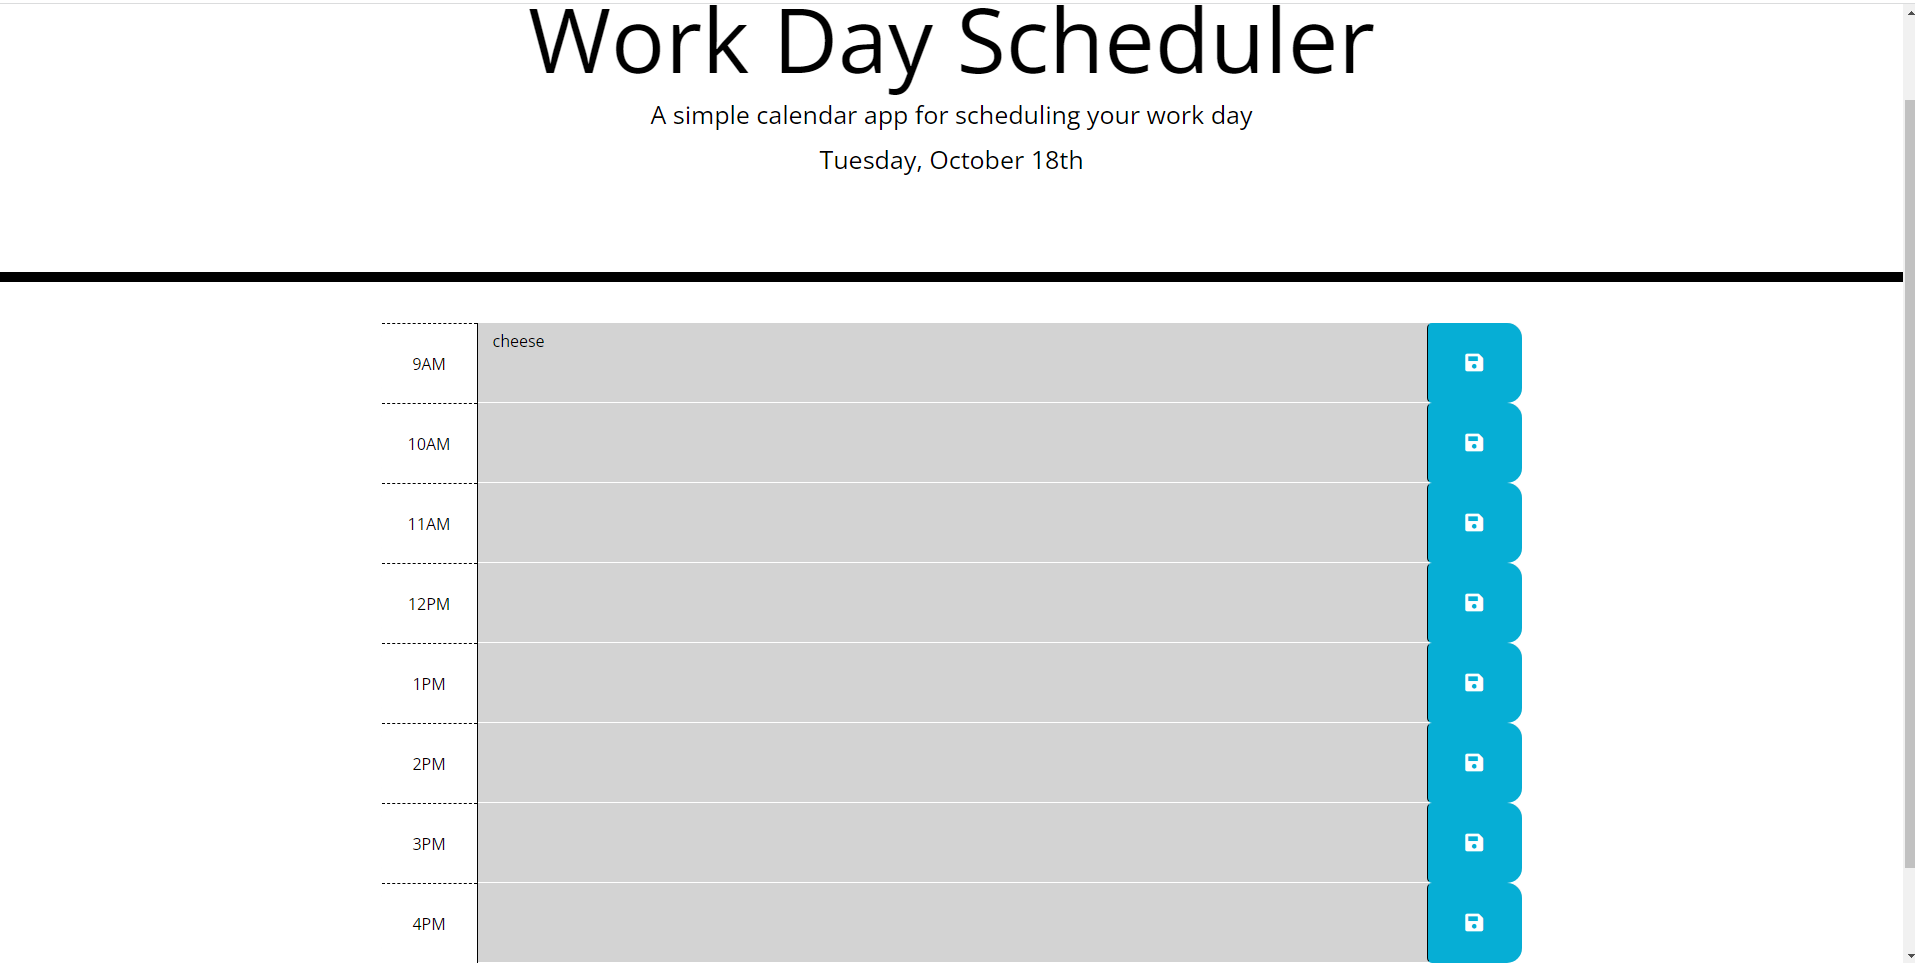 Work Day Scheduler
A simple calendar app for scheduling your work day
Tuesday, October 18th
9AM
cheese
10AM
11AM
12PM
1PM
2PM
3PM
4PM